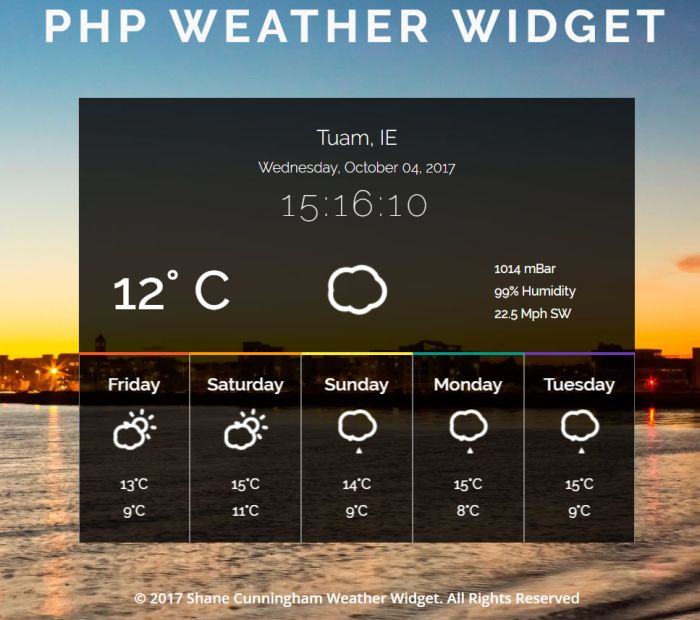 PHP WEATHER WIDGET
Tuam, IE
Wednesday, October 04, 2017
15:16:10
12° C
1014 mBar
99% Humidity
22.5 Mph SW
Friday Saturday Sunday Monday Tuesday
13°C 15°C 14°C 15°C 15°C
9°C 11°C 9°C 8°C 9°C
© 2017 Shane Cunningham Weather Widget. All Rights Reserved